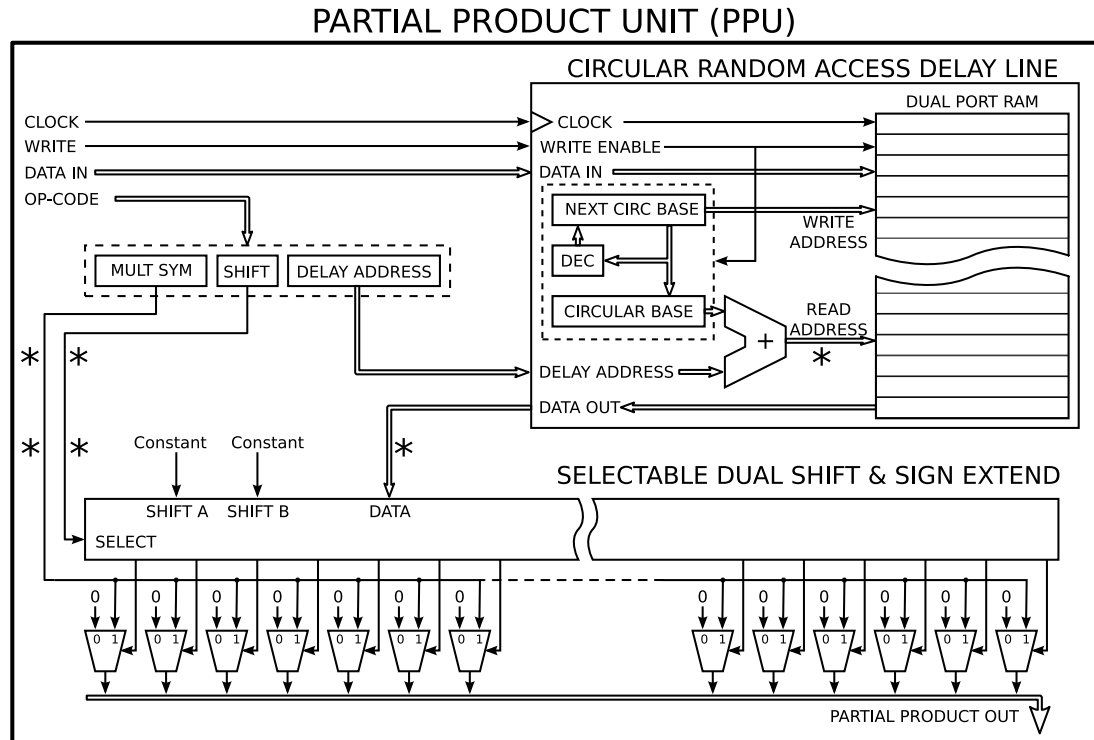 PARTIAL PRODUCT UNIT (PPU)
CIRCULAR RANDOM ACCESS DELAY LINE
DUAL PORT RAM
CLOCK
CLOCK
WRITE
WRITE ENABLE
DATA IN
DATA IN
OP-CODE
NEXT CIRC BASE
WRITE
ADDRESS
MULT SYM
SHIFT
DELAY ADDRESS
DEC
CIRCULAR BASE
READ
ADDRESS
+
*
*
*
DELAY ADDRESS
DATA OUT
*
*
*
Constant
Constant
SELECTABLE DUAL SHIFT & SIGN EXTEND
SHIFT A
SHIFT B
DATA
SELECT
0 0 0 0 0 0 0 0 0 0 0 0 0
0 1 0 1 0 1 0 1 0 1 0 1 0 1 0 1 0 1 0 1 0 1 0 1 0 1
PARTIAL PRODUCT OUT